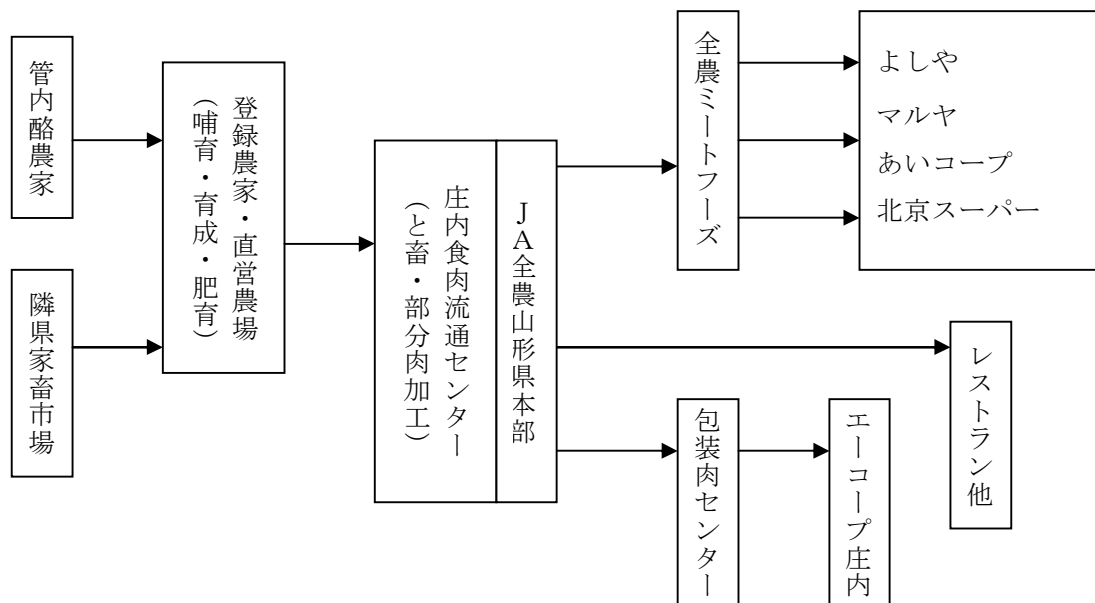 管内酪農家
隣県家畜市場
登録農家・直営農場
（哺育・育成・肥育）
庄内食肉流通センター
（と畜・部分肉加工）
ＪＡ全農山形県本部
全農ミートフーズ
よしや
マルヤ
あいコープ
北京スーパー
レストラン他
包装肉センター
エーコープ庄内